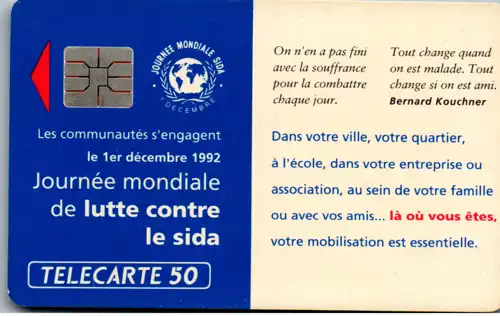 JOURNÉE MONDIALE SIDA
1 DECEMBRE
Les communautés s'engagent
le 1er décembre 1992
Journée mondiale
de lutte contre
le sida
TELECARTE 50
On n'en a pas fini
avec la souffrance
pour la combattre
chaque jour.
Tout change quand
on est malade. Tout
change si on est ami.
Bernard Kouchner
Dans votre ville, votre quartier,
à l'école, dans votre entreprise ou
association, au sein de votre famille
ou avec vos amis... là où vous êtes,
votre mobilisation est essentielle.